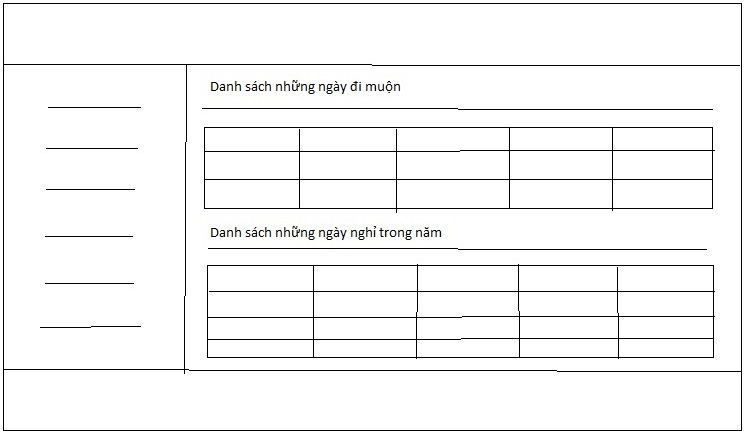 Danh sách những ngày đi muộn
Danh sách những ngày nghỉ trong năm